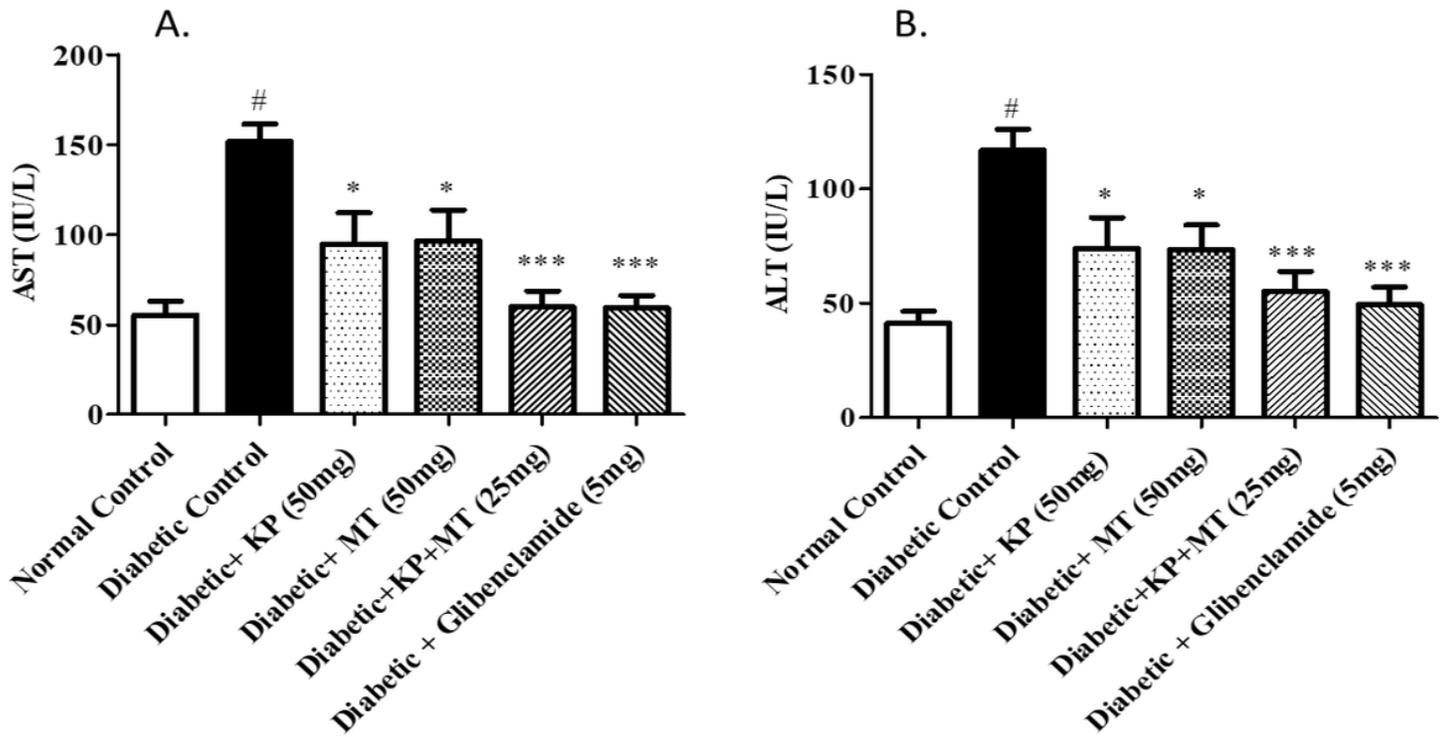 A.
200
150
100
50
0
AST (IU/L)
#
*
*
***
***
Normal Control
Diabetic Control
Diabetic+ KP (50mg)
Diabetic+ MT (50mg)
Diabetic+KP+MT (25mg)
Diabetic + Glibenclamide (5mg)
B.
150
100
50
0
ALT (IU/L)
#
*
*
***
***
Normal Control
Diabetic Control
Diabetic+ KP (50mg)
Diabetic+ MT (50mg)
Diabetic+KP+MT (25mg)
Diabetic + Glibenclamide (5mg)